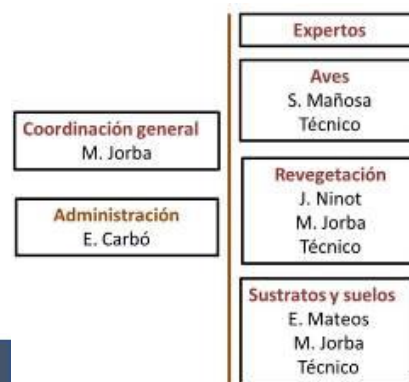 Coordinación general
M. Jorba
Administración
E. Carbó
Expertos
Aves
S. Mañosa
Técnico
Revegetación
J. Ninot
M. Jorba
Técnico
Sustratos y suelos
E. Mateos
M. Jorba
Técnico